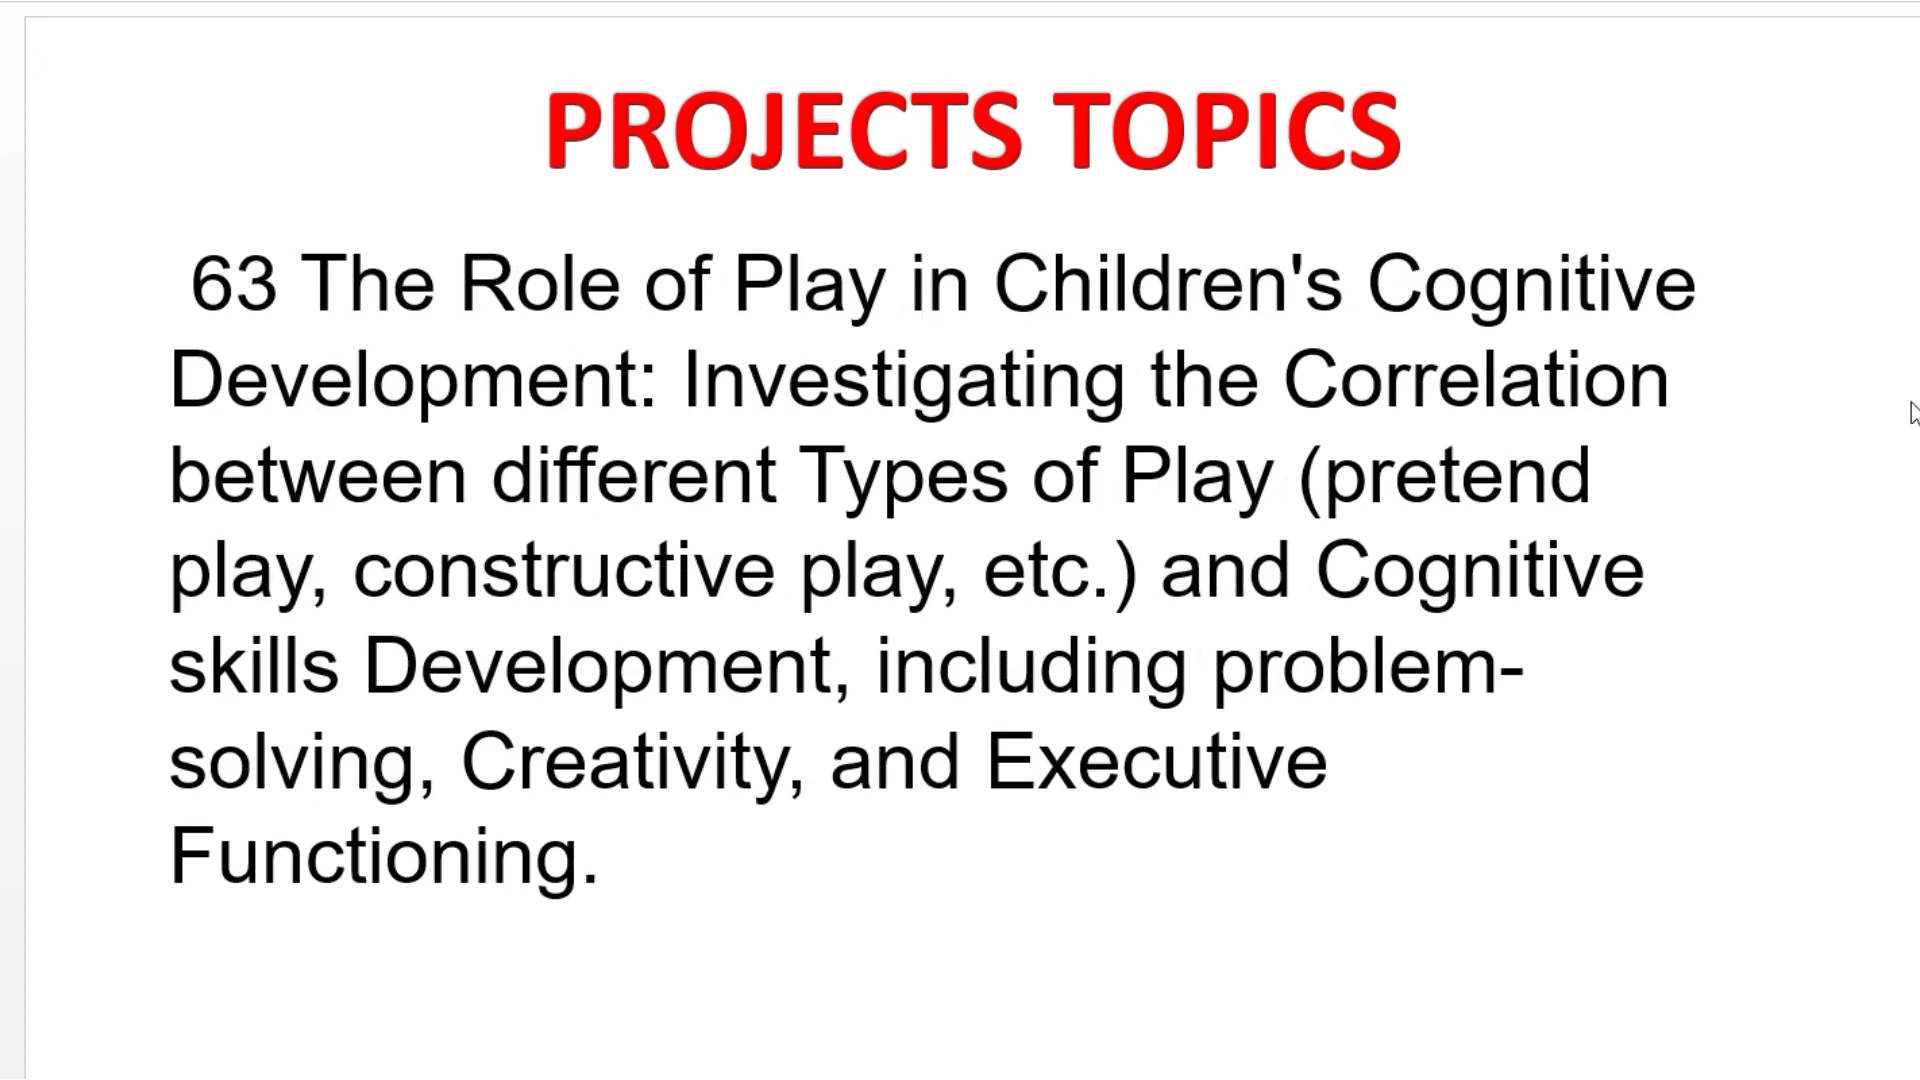 PROJECTS TOPICS
63 The Role of Play in Children's Cognitive
Development: Investigating the Correlation
between different Types of Play (pretend
play, constructive play, etc.) and Cognitive
skills Development, including problem-
solving, Creativity, and Executive
Functioning.